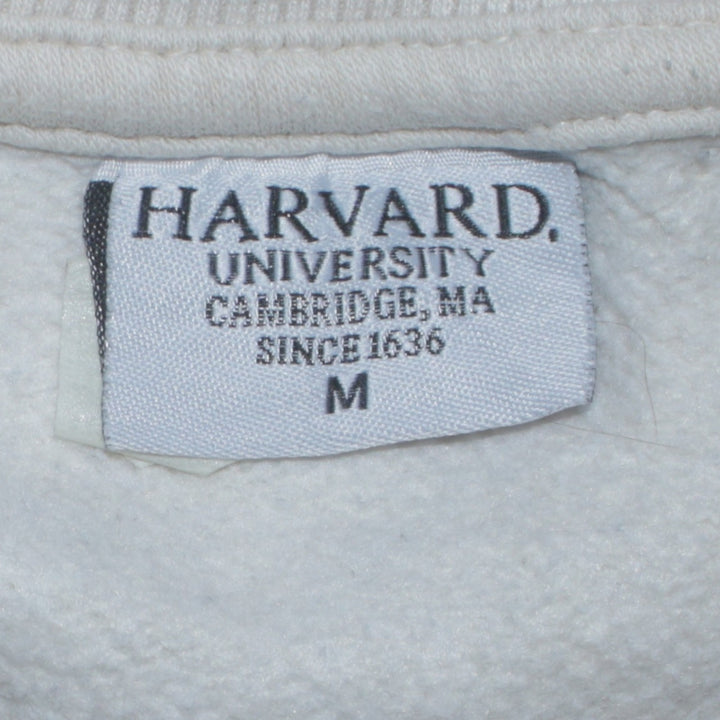 HARVARD.
UNIVERSITY
CAMBRIDGE, MA
SINCE 1636
M